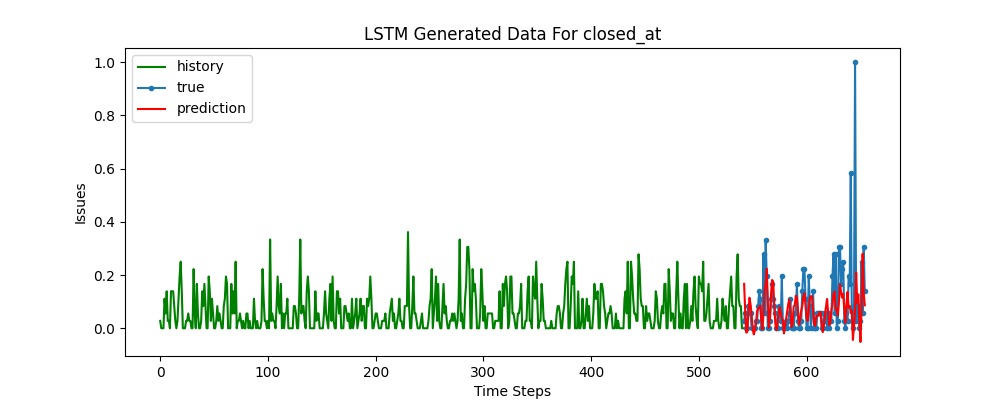 LSTM Generated Data For closed_at
history
true
prediction
Issues
1.0
0.8
0.6
0.4
0.2
0.0
0 100 200 300 400 500 600
Time Steps